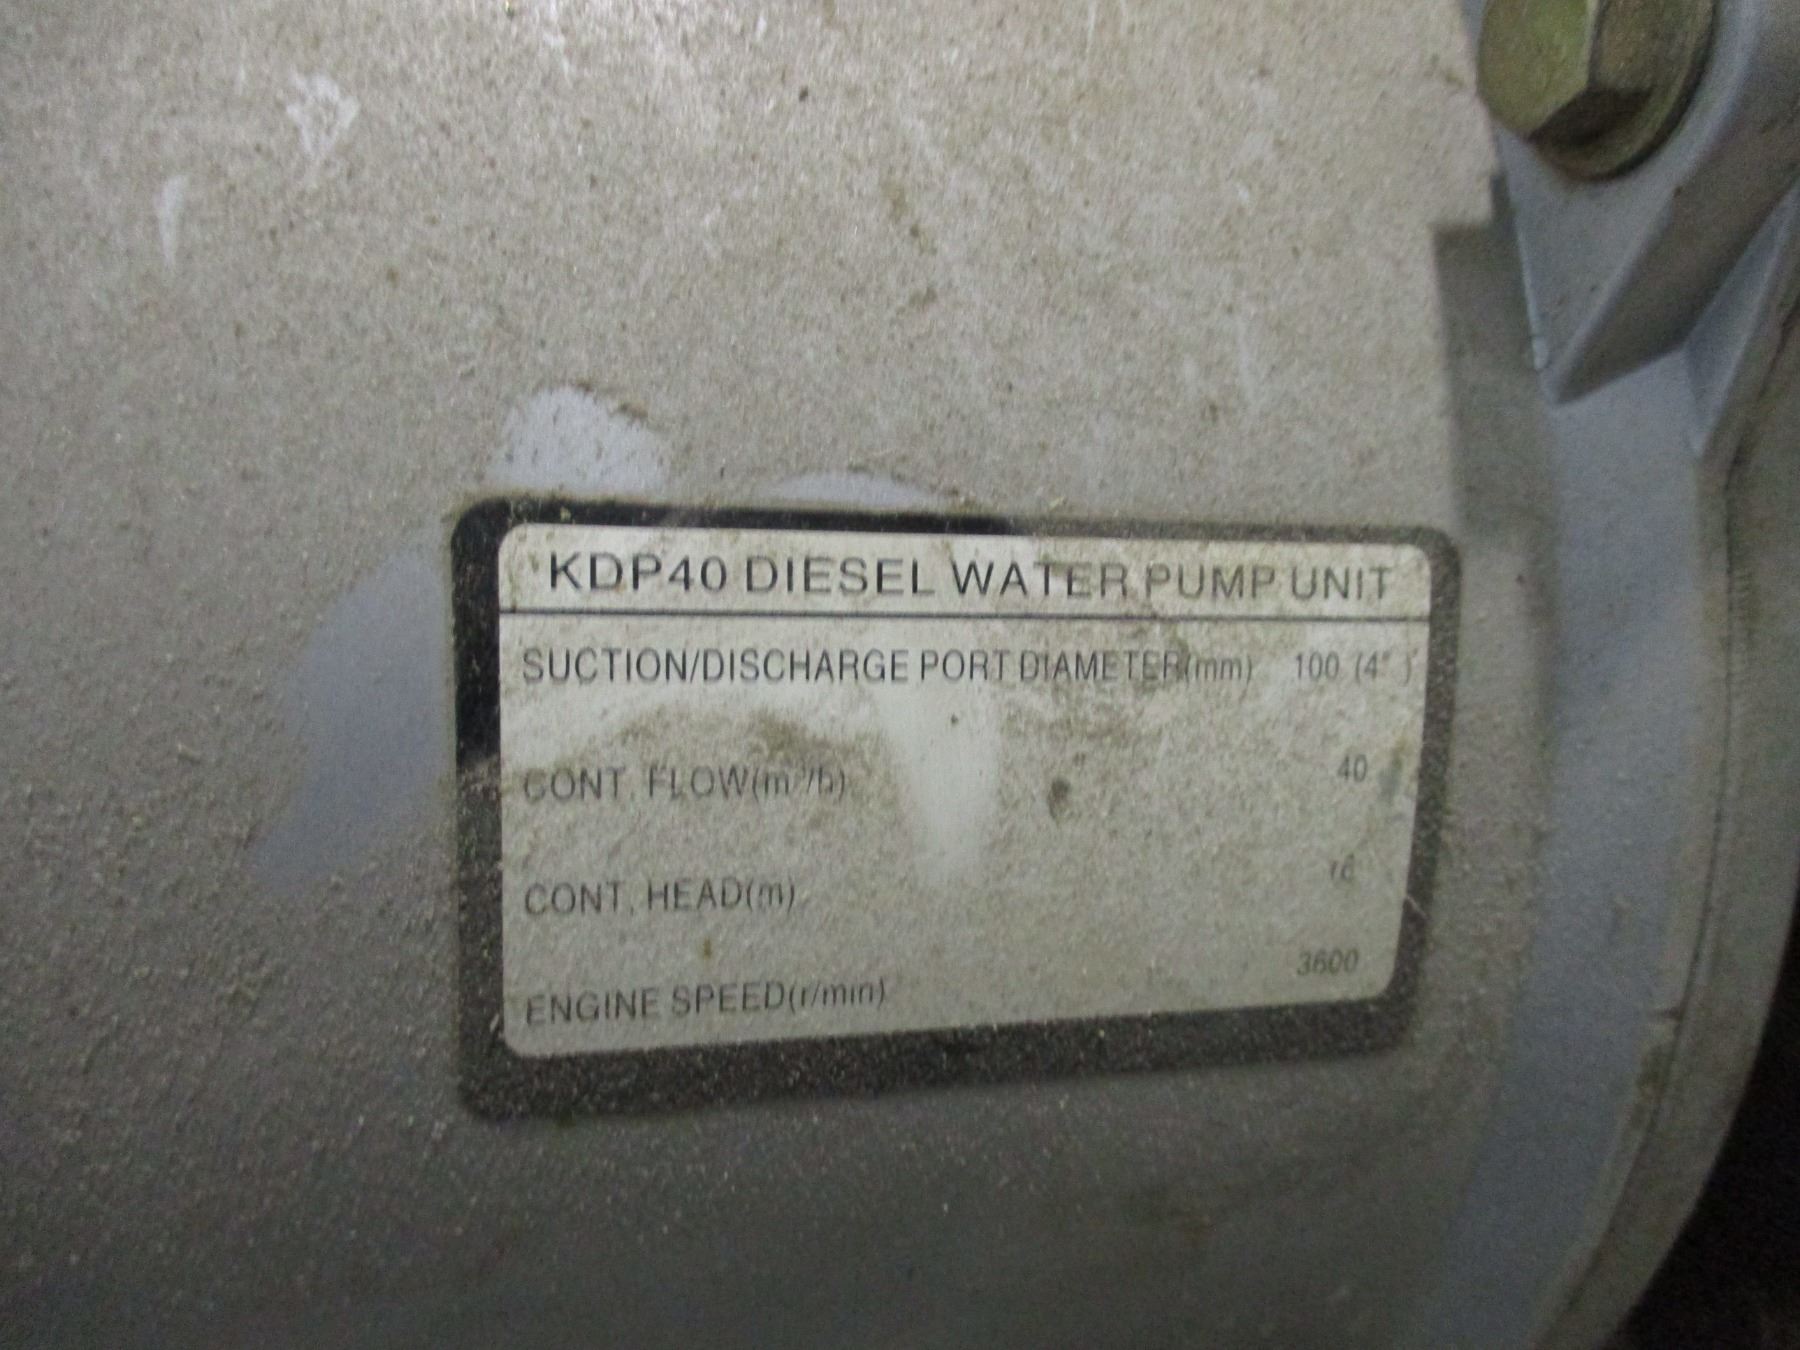 KDP40 DIESEL WATER PUMP UNIT
SUCTION/DISCHARGE PORT DIAMETER(mm) 100 (4")
CONT. FLOW(m³/h) 40
CONT. HEAD(m)
ENGINE SPEED(r/min) 3600